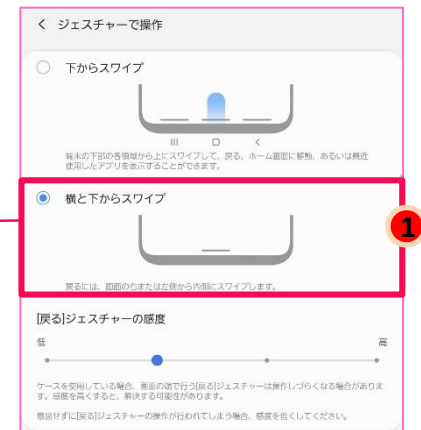 ジェスチャーで操作
下からスワイプ
端末の下部の各領域から上にスワイプして、戻る、ホーム画面に移動、あるいは最近
使用したアプリを表示することができます。
横と下からスワイプ
1
戻るには、画面の右または左側から内側にスワイプします。
[戻る]ジェスチャーの感度
低 高
ケースを使用している場合、画面の端で行う[戻る]ジェスチャーは操作しづらくなる場合がありま
す。感度を高くすると、解決する可能性があります。
意図せずに[戻る]ジェスチャーの操作が行われてしまう場合、感度を低くしてください。